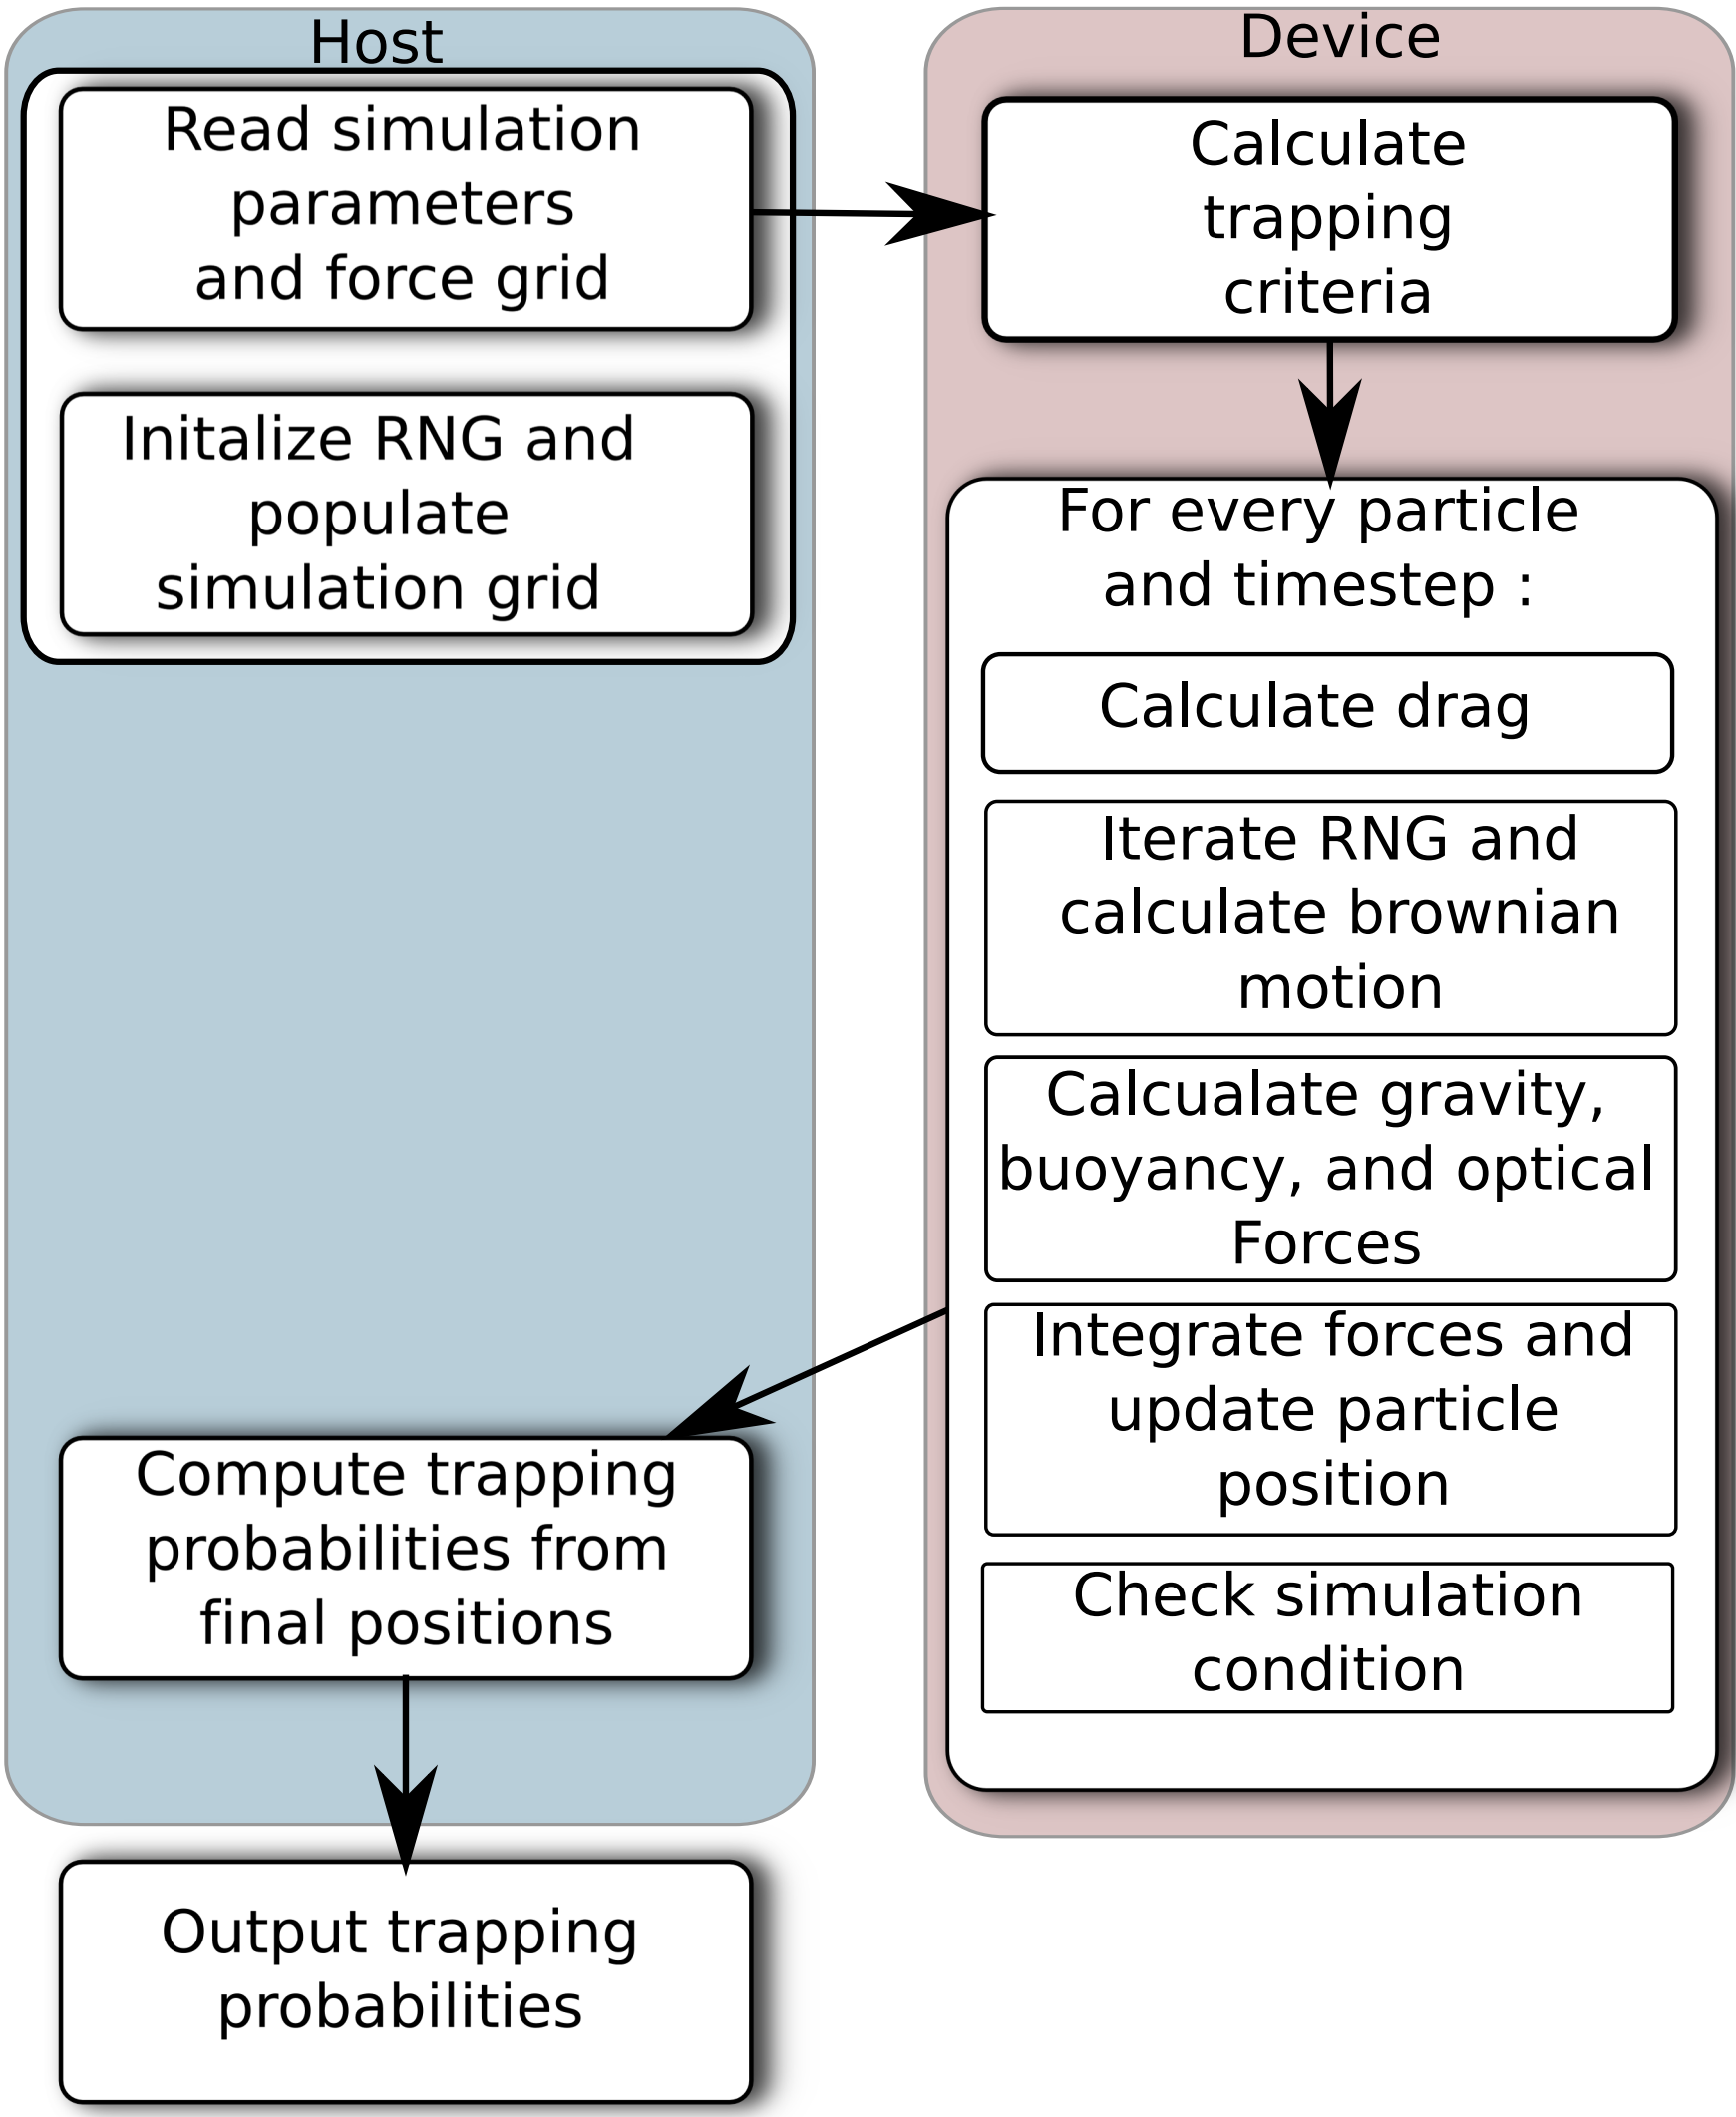 Host
Read simulation
parameters
and force grid
Initalize RNG and
populate
simulation grid
Device
Calculate
trapping
criteria
For every particle
and timestep :
Calculate drag
Iterate RNG and
calculate brownian
motion
Calcualate gravity,
buoyancy, and optical
Forces
Integrate forces and
update particle
position
Check simulation
condition
Compute trapping
probabilities from
final positions
Output trapping
probabilities